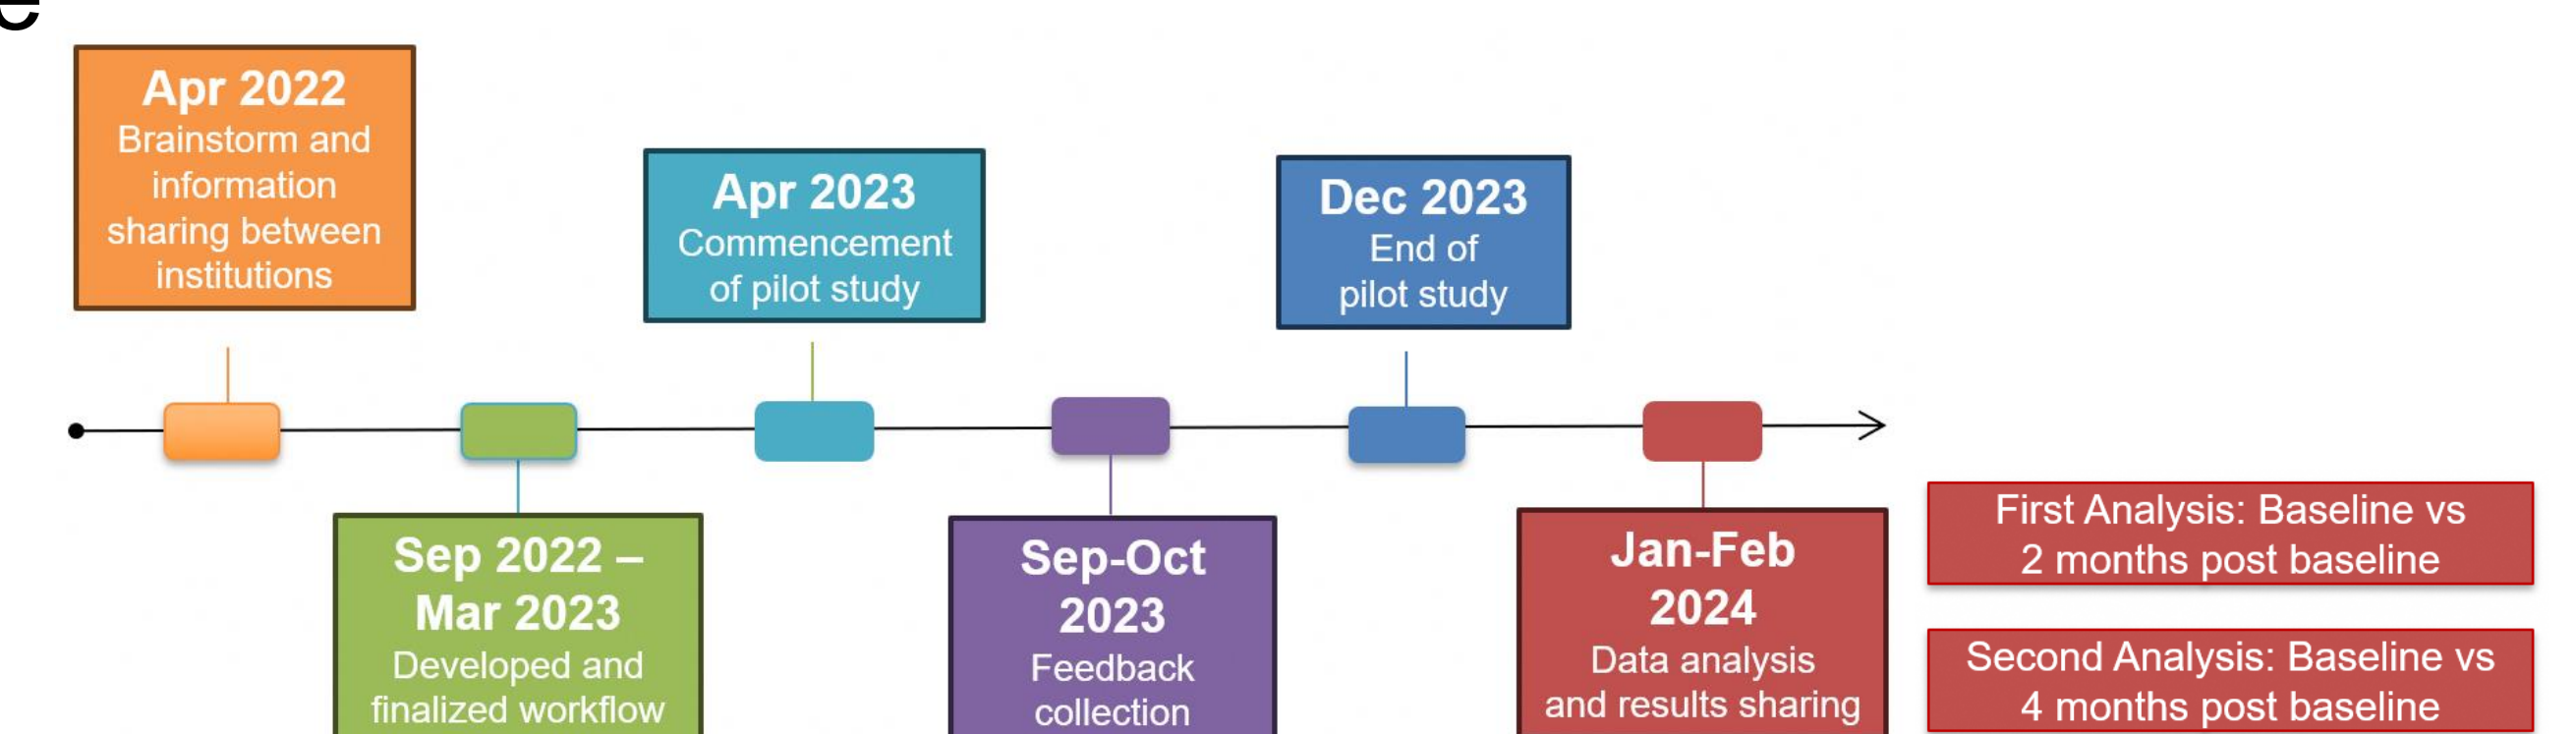 e
Apr 2022
Brainstorm and
information
sharing between
institutions
Apr 2023
Commencement
of pilot study
Dec 2023
End of
pilot study
Sep 2022 –
Mar 2023
Developed and
finalized workflow
Sep-Oct
2023
Feedback
collection
Jan-Feb
2024
Data analysis
and results sharing
First Analysis: Baseline vs
2 months post baseline
Second Analysis: Baseline vs
4 months post baseline